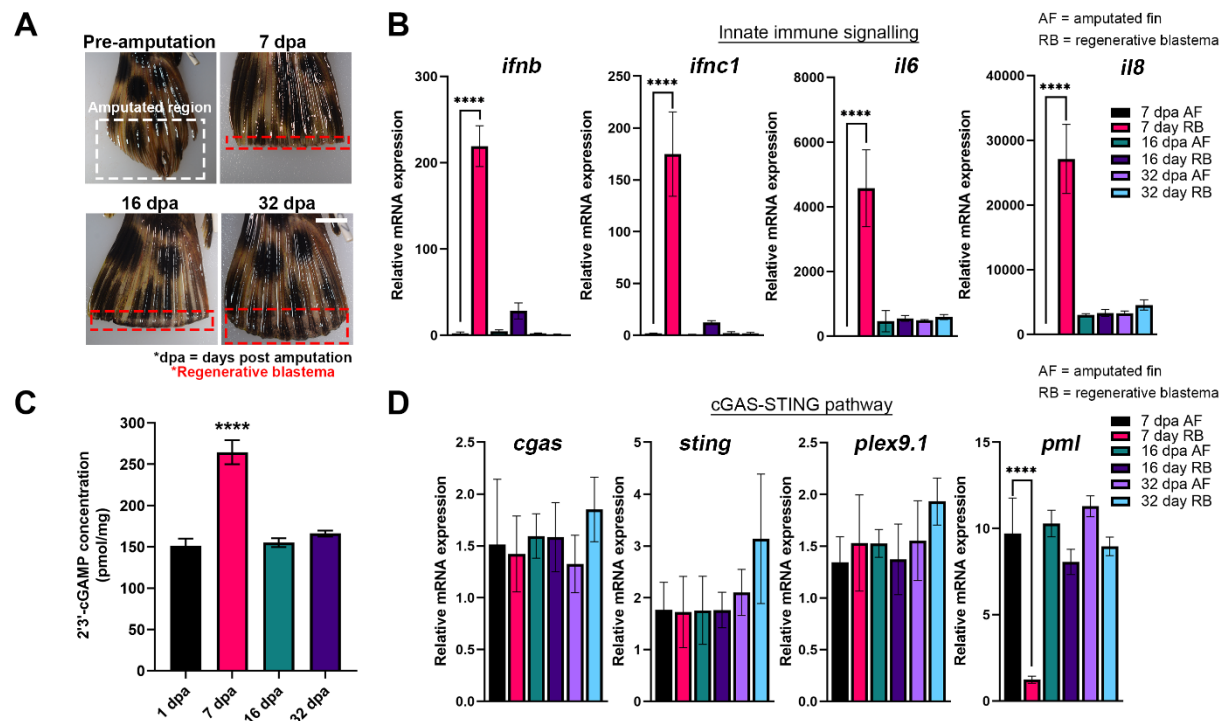 A
Pre-amputation
7 dpa
Amputated region
16 dpa
32 dpa
*dpa = days post amputation
*Regenerative blastema
B
Innate immune signalling
AF = amputated fin
RB = regenerative blastema
ifnb
Relative mRNA expression
300
200
100
0
****
ifnc1
Relative mRNA expression
250
200
150
100
50
0
****
il6
Relative mRNA expression
8000
6000
4000
2000
0
****
il8
Relative mRNA expression
40000
30000
20000
10000
0
****
7 dpa AF
7 day RB
16 dpa AF
16 day RB
32 dpa AF
32 day RB
C
2'3'-cGAMP concentration
(pmol/mg)
300
250
200
150
100
50
0
****
1 dpa
7 dpa
16 dpa
32 dpa
D
cGAS-STING pathway
AF = amputated fin
RB = regenerative blastema
cgas
Relative mRNA expression
2.5
2.0
1.5
1.0
0.5
0.0
sting
Relative mRNA expression
5
4
3
2
1
0
plex9.1
Relative mRNA expression
2.5
2.0
1.5
1.0
0.5
0.0
pml
Relative mRNA expression
15
10
5
0
****
7 dpa AF
7 day RB
16 dpa AF
16 day RB
32 dpa AF
32 day RB